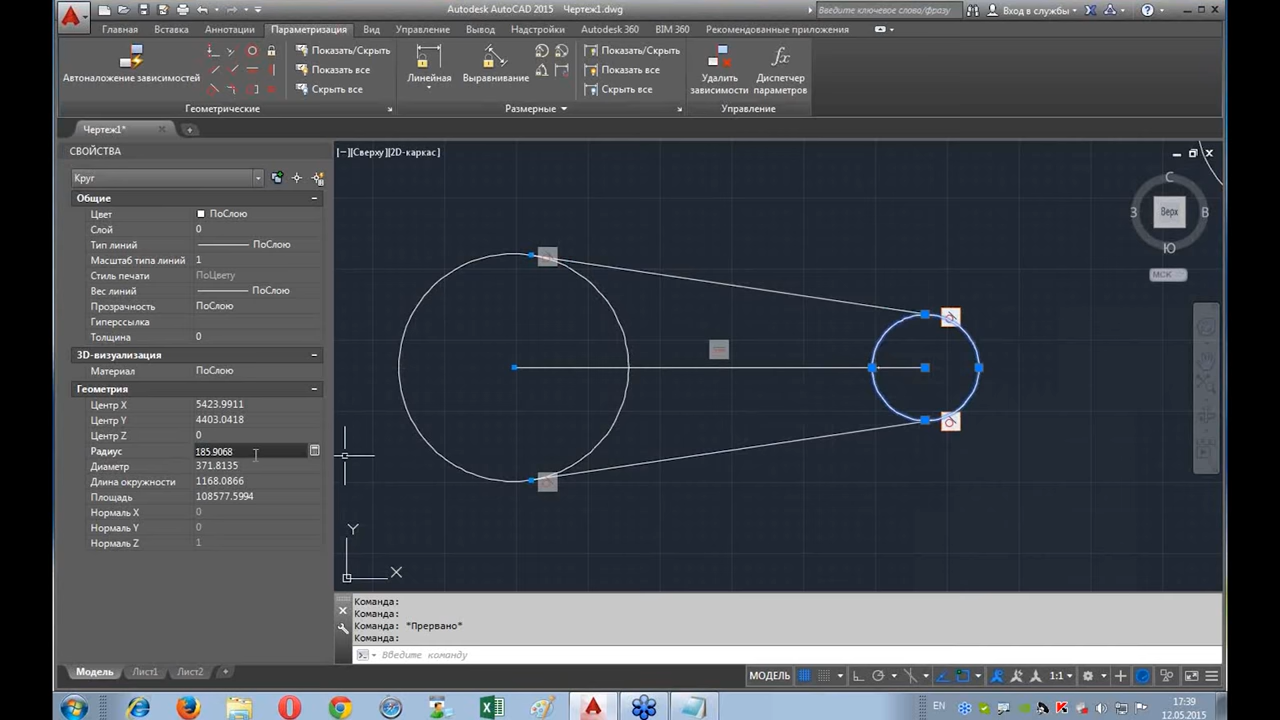 Autodesk AutoCAD 2015 Чертеж1.dwg
Введите ключевое слово/фразу
Вход в службы
Главная Вставка Аннотации Параметризация Вид Управление Вывод Надстройки Autodesk 360 BIM 360 Рекомендованные приложения
Показать/Скрыть
Показать все
Скрыть все
Автоналожение зависимостей
Линейная
Выравнивание
Показать/Скрыть
Показать все
Скрыть все
Удалить зависимости
Диспетчер параметров
Геометрические
Размерные
Управление
Чертеж1*
СВОЙСТВА
Круг
Общие
Цвет ПоСлою
Слой 0
Тип линий ПоСлою
Масштаб типа линий 1
Стиль печати ПоЦвету
Вес линий ПоСлою
Прозрачность ПоСлою
Гиперссылка
Толщина 0
3D-визуализация
Материал ПоСлою
Геометрия
Центр X 5423.9911
Центр Y 4403.0418
Центр Z 0
Радиус 185.9068
Диаметр 371.8135
Длина окружности 1168.0866
Площадь 108577.5994
Нормаль X 0
Нормаль Y 0
Нормаль Z 1
[−][Сверху][2D-каркас]
С
З Верх В
Ю
МСК
Y
X
Команда:
Команда:
Команда: *Прервано*
Команда:
Введите команду
Модель Лист1 Лист2
МОДЕЛЬ
1:1
EN
17:39
12.05.2015